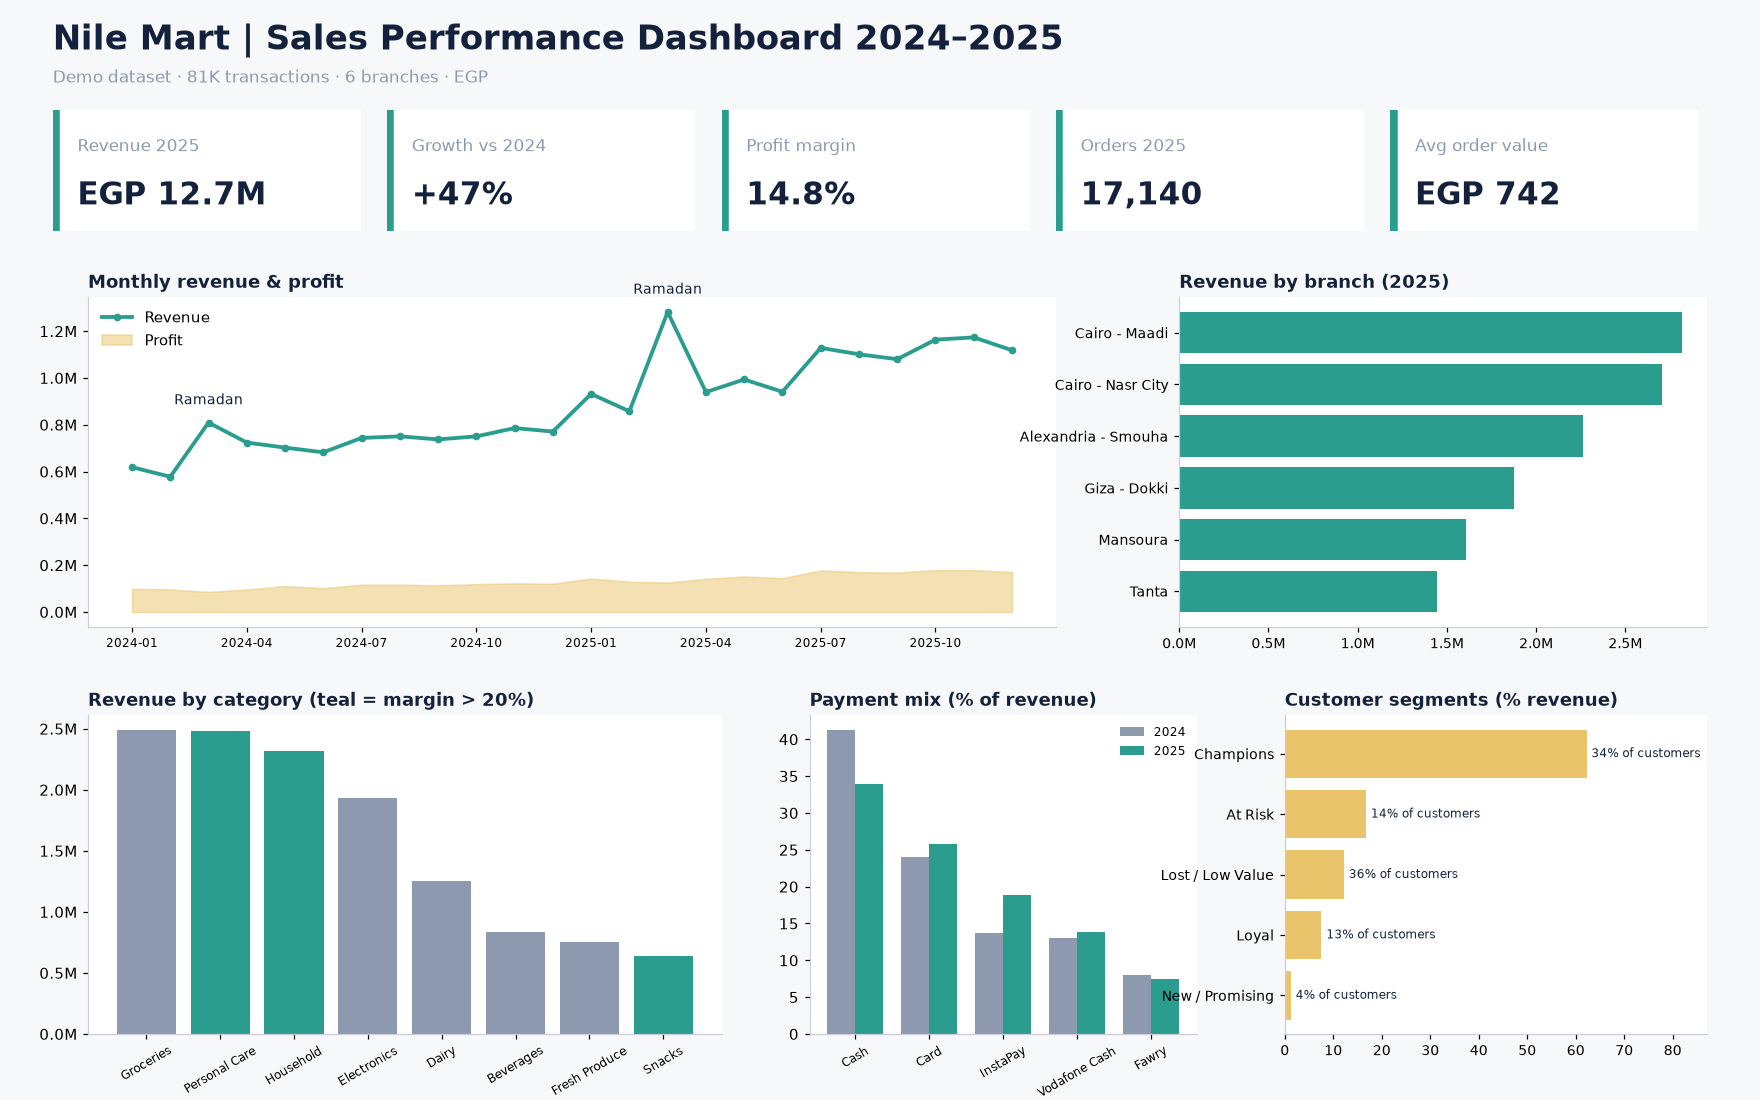 Nile Mart | Sales Performance Dashboard 2024–2025
Demo dataset · 81K transactions · 6 branches · EGP
Revenue 2025
EGP 12.7M
Growth vs 2024
+47%
Profit margin
14.8%
Orders 2025
17,140
Avg order value
EGP 742
Monthly revenue & profit
Revenue
Profit
Ramadan
Ramadan
1.2M
1.0M
0.8M
0.6M
0.4M
0.2M
0.0M
2024-01 2024-04 2024-07 2024-10 2025-01 2025-04 2025-07 2025-10
Revenue by branch (2025)
Cairo - Maadi
Cairo - Nasr City
Alexandria - Smouha
Giza - Dokki
Mansoura
Tanta
0.0M 0.5M 1.0M 1.5M 2.0M 2.5M
Revenue by category (teal = margin > 20%)
2.5M
2.0M
1.5M
1.0M
0.5M
0.0M
Groceries Personal Care Household Electronics Dairy Beverages Fresh Produce Snacks
Payment mix (% of revenue)
2024
2025
40
35
30
25
20
15
10
5
0
Cash Card InstaPay Vodafone Cash Fawry
Customer segments (% revenue)
Champions 34% of customers
At Risk 14% of customers
Lost / Low Value 36% of customers
Loyal 13% of customers
New / Promising 4% of customers
0 10 20 30 40 50 60 70 80